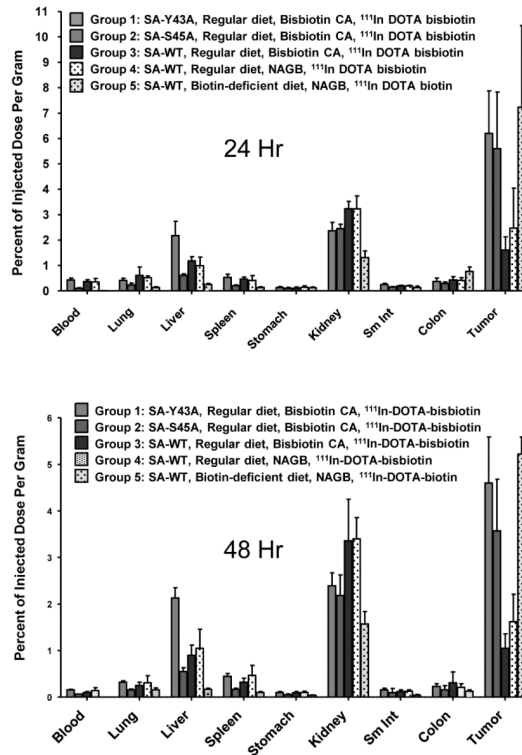 11
10
9
8
7
6
5
4
3
2
1
0
Percent of Injected Dose Per Gram
Group 1: SA-Y43A, Regular diet, Bisbiotin CA, ¹¹¹In DOTA bisbiotin
Group 2: SA-S45A, Regular diet, Bisbiotin CA, ¹¹¹In DOTA bisbiotin
Group 3: SA-WT, Regular diet, Bisbiotin CA, ¹¹¹In DOTA bisbiotin
Group 4: SA-WT, Regular diet, NAGB, ¹¹¹In DOTA bisbiotin
Group 5: SA-WT, Biotin-deficient diet, NAGB, ¹¹¹In DOTA biotin
24 Hr
Blood Lung Liver Spleen Stomach Kidney Sm Int Colon Tumor
6
5
4
3
2
1
0
Percent of Iniected Dose Per Gram
Group 1: SA-Y43A, Regular diet, Bisbiotin CA, ¹¹¹In-DOTA-bisbiotin
Group 2: SA-S45A, Regular diet, Bisbiotin CA, ¹¹¹In-DOTA-bisbiotin
Group 3: SA-WT, Regular diet, Bisbiotin CA, ¹¹¹In-DOTA-bisbiotin
Group 4: SA-WT, Regular diet, NAGB, ¹¹¹In-DOTA-bisbiotin
Group 5: SA-WT, Biotin-deficient diet, NAGB, ¹¹¹In-DOTA-biotin
48 Hr
Blood Lung Liver Spleen Stomach Kidney Sm Int Colon Tumor